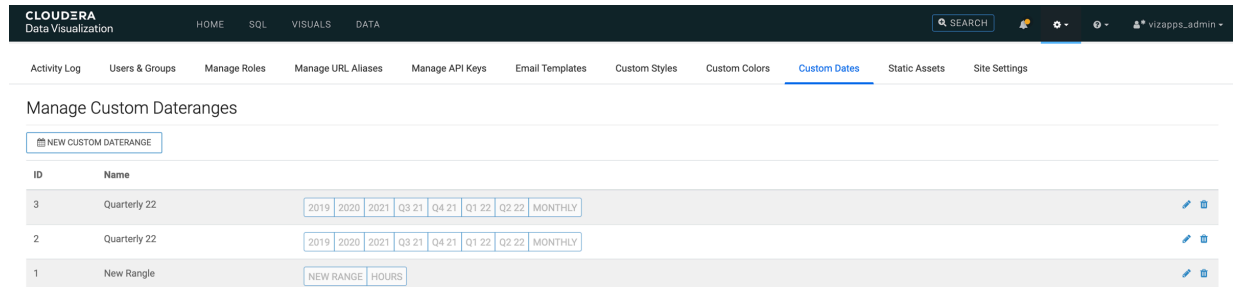 CLOUDERA
Data Visualization
HOME SQL VISUALS DATA SEARCH vizapps_admin
Activity Log Users & Groups Manage Roles Manage URL Aliases Manage API Keys Email Templates Custom Styles Custom Colors Custom Dates Static Assets Site Settings
Manage Custom Dateranges
NEW CUSTOM DATERANGE
ID Name
3 Quarterly 22 2019 2020 2021 Q3 21 Q4 21 Q1 22 Q2 22 MONTHLY
2 Quarterly 22 2019 2020 2021 Q3 21 Q4 21 Q1 22 Q2 22 MONTHLY
1 New Rangle NEW RANGE HOURS